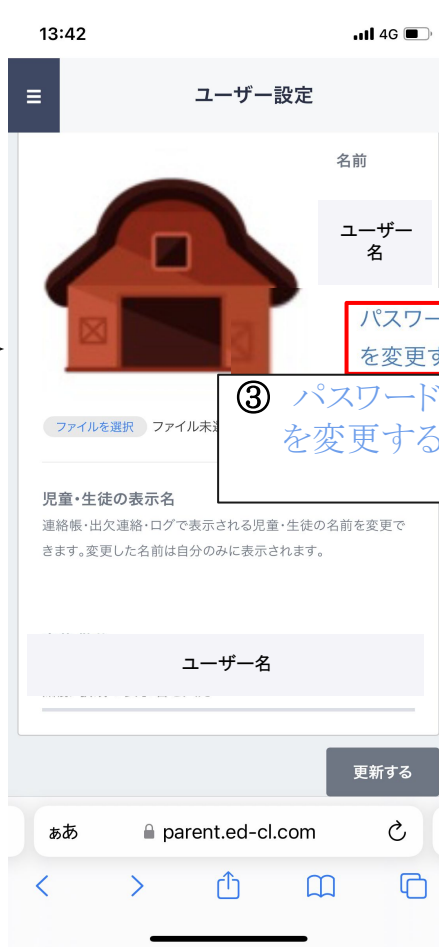 13:42
4G
ユーザー設定
名前
ユーザー
名
パスワー
を変更す
③ パスワード
を変更する
ファイルを選択 ファイル未
児童・生徒の表示名
連絡帳・出欠連絡・ログで表示される児童・生徒の名前を変更で
きます。変更した名前は自分のみに表示されます。
ユーザー名
更新する
ぁあ parent.ed-cl.com